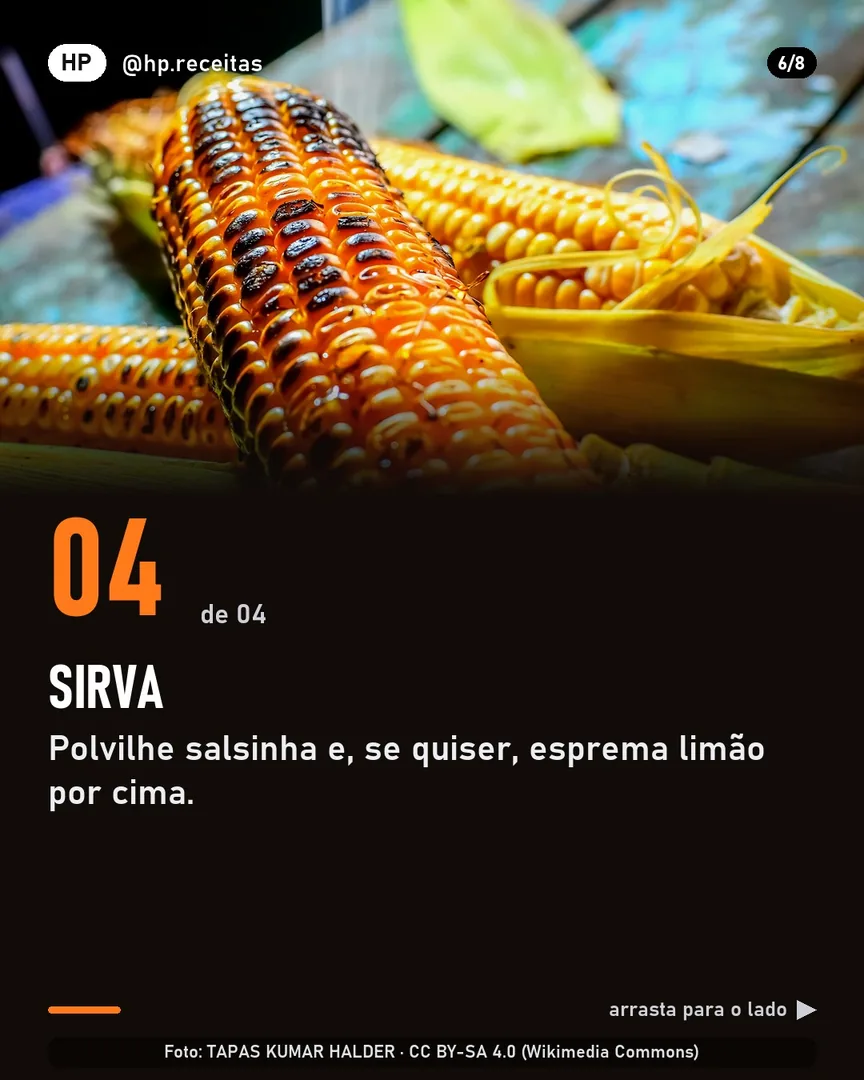 HP @hp.receitas 6/8
04 de 04
SIRVA
Polvilhe salsinha e, se quiser, esprema limão
por cima.
arrasta para o lado ▶
Foto: TAPAS KUMAR HALDER · CC BY-SA 4.0 (Wikimedia Commons)